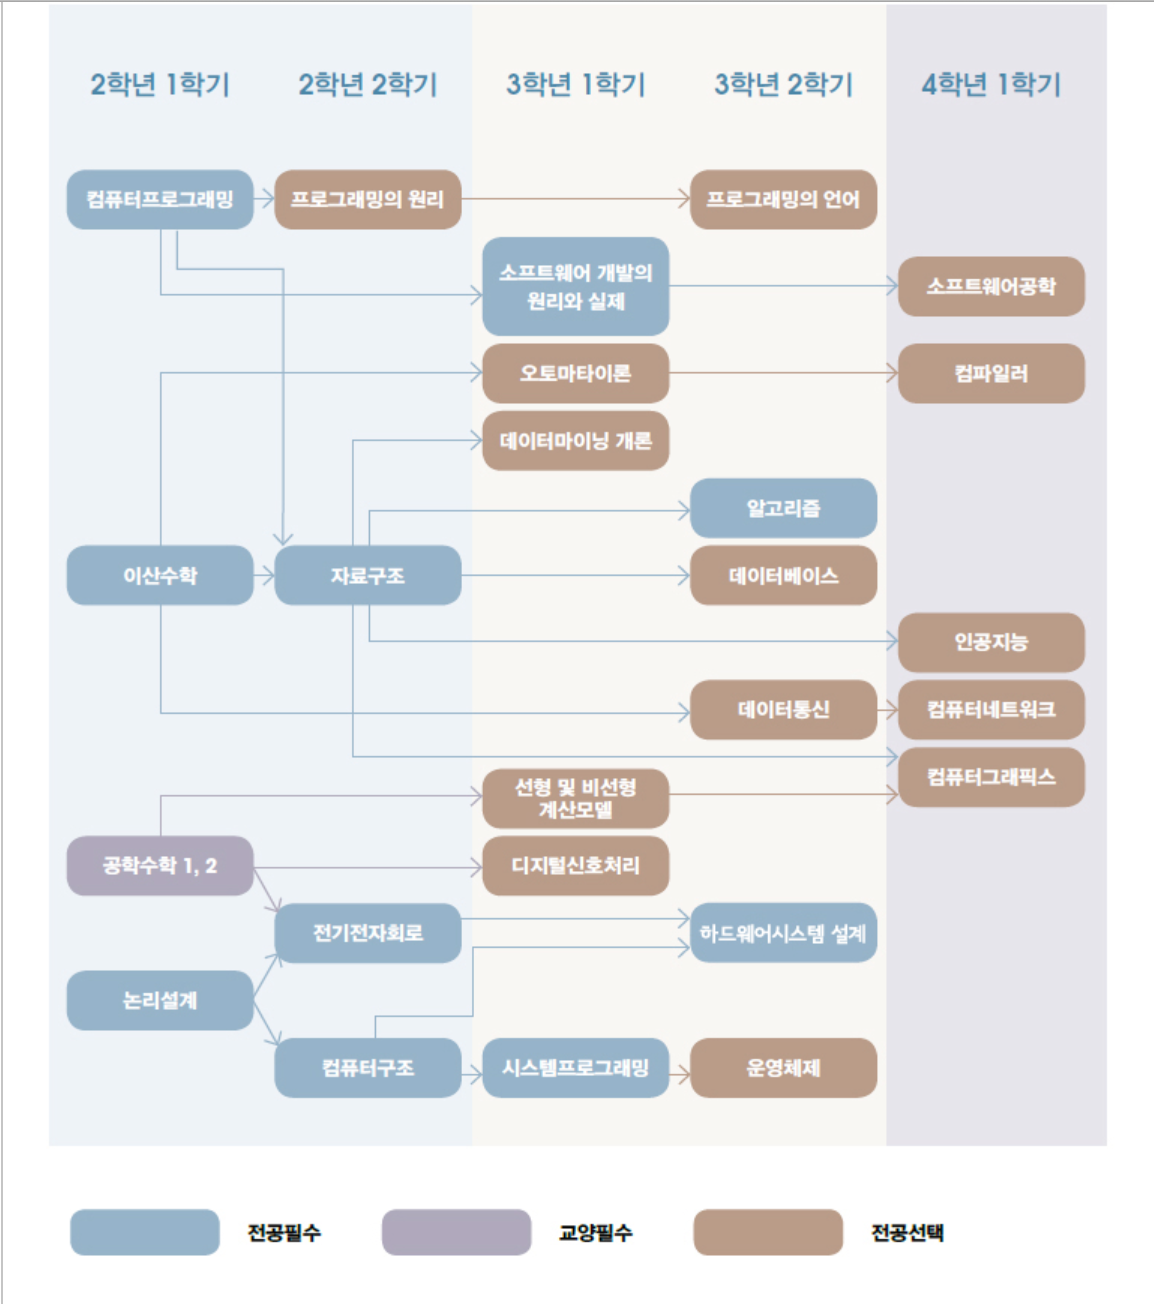 2학년 1학기
2학년 2학기
3학년 1학기
3학년 2학기
4학년 1학기
컴퓨터프로그래밍
프로그래밍의 원리
프로그래밍의 언어
소프트웨어 개발의
원리와 실제
소프트웨어공학
오토마타이론
컴파일러
데이터마이닝 개론
알고리즘
이산수학
자료구조
데이터베이스
인공지능
데이터통신
컴퓨터네트워크
컴퓨터그래픽스
선형 및 비선형
계산모델
공학수학 1, 2
디지털신호처리
전기전자회로
하드웨어시스템 설계
논리설계
컴퓨터구조
시스템프로그래밍
운영체제
전공필수
교양필수
전공선택